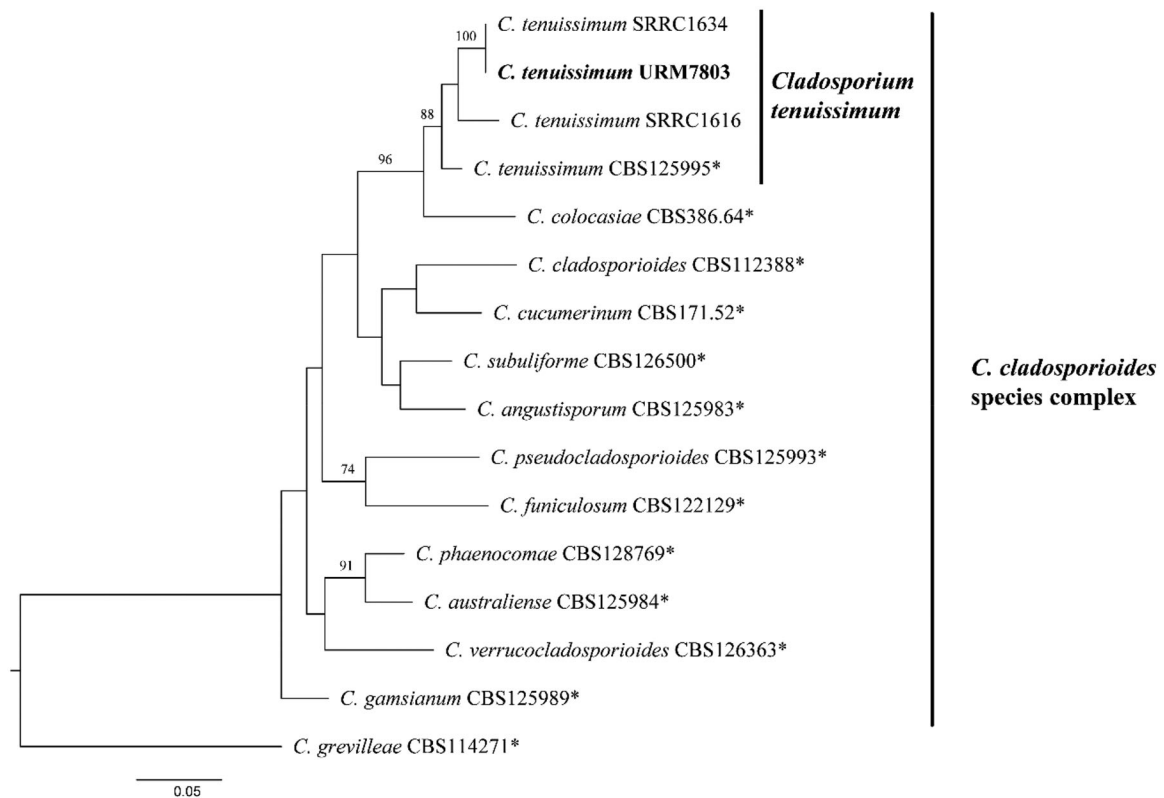 100
C. tenuissimum SRRC1634
C. tenuissimum URM7803
Cladosporium
tenuissimum
88
C. tenuissimum SRRC1616
96
C. tenuissimum CBS125995*
C. colocasiae CBS386.64*
C. cladosporioides CBS112388*
C. cucumerinum CBS171.52*
C. subuliforme CBS126500*
C. cladosporioides
species complex
C. angustisporum CBS125983*
C. pseudocladosporioides CBS125993*
74
C. funiculosum CBS122129*
C. phaenocomae CBS128769*
91
C. australiense CBS125984*
C. verrucocladosporioides CBS126363*
C. gamsianum CBS125989*
C. grevilleae CBS114271*
0.05